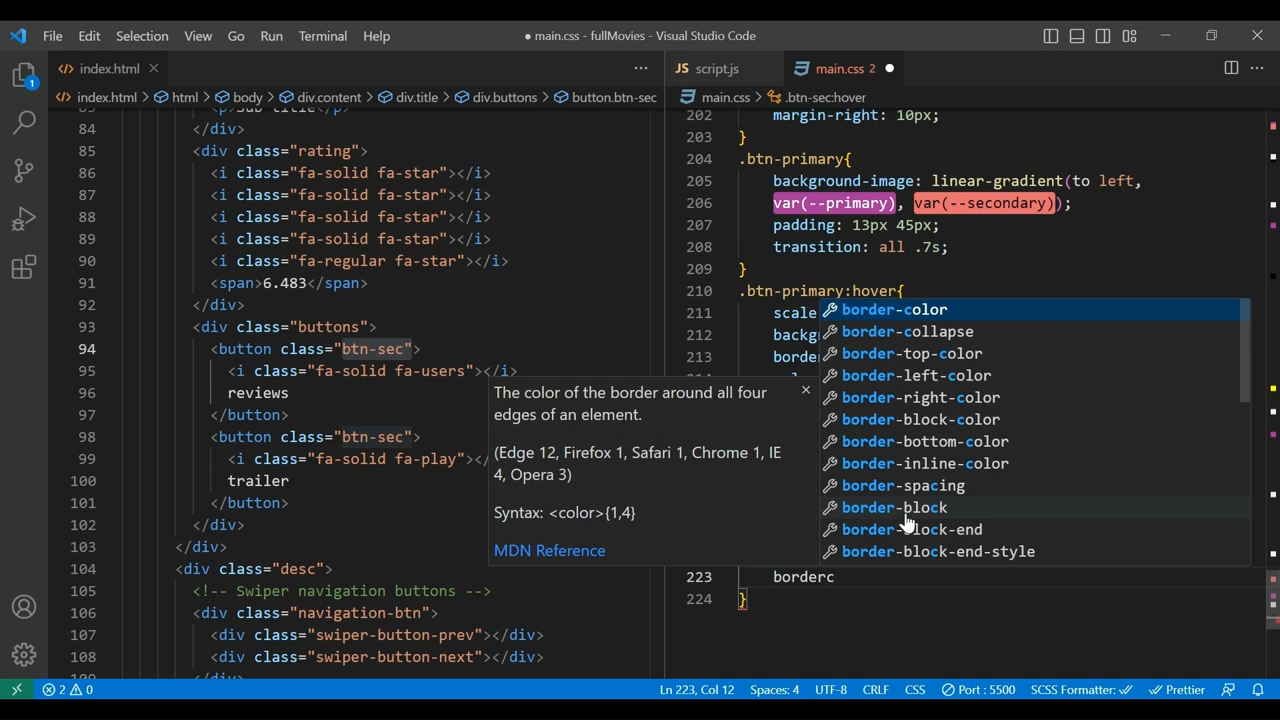 File Edit Selection View Go Run Terminal Help
● main.css - fullMovies - Visual Studio Code
index.html
JS script.js
main.css 2 ●
index.html > html > body > div.content > div.title > div.buttons > button.btn-sec
main.css > .btn-sec:hover
1
84 </div>
85 <div class="rating">
86 <i class="fa-solid fa-star"></i>
87 <i class="fa-solid fa-star"></i>
88 <i class="fa-solid fa-star"></i>
89 <i class="fa-solid fa-star"></i>
90 <i class="fa-regular fa-star"></i>
91 <span>6.483</span>
92 </div>
93 <div class="buttons">
94 <button class="btn-sec">
95 <i class="fa-solid fa-users"></i>
96 reviews
97 </button>
98 <button class="btn-sec">
99 <i class="fa-solid fa-play"></
100 trailer
101 </button>
102 </div>
103 </div>
104 <div class="desc">
105 <!-- Swiper navigation buttons -->
106 <div class="navigation-btn">
107 <div class="swiper-button-prev"></div>
108 <div class="swiper-button-next"></div>
202 margin-right: 10px;
203 }
204 .btn-primary{
205 background-image: linear-gradient(to left,
206 var(--primary), var(--secondary));
207 padding: 13px 45px;
208 transition: all .7s;
209 }
210 .btn-primary:hover{
211 scale
212 backg
213 borde
223 borderc
224 }
border-color
border-collapse
border-top-color
border-left-color
border-right-color
border-block-color
border-bottom-color
border-inline-color
border-spacing
border-block
border-block-end
border-block-end-style
The color of the border around all four
edges of an element.
(Edge 12, Firefox 1, Safari 1, Chrome 1, IE
4, Opera 3)
Syntax: <color>{1,4}
MDN Reference
2 0 Ln 223, Col 12 Spaces: 4 UTF-8 CRLF CSS Port : 5500 SCSS Formatter: Prettier